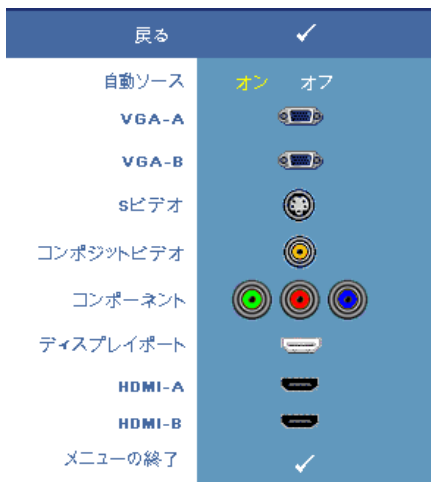 戻る
自動ソース オン オフ
VGA-A
VGA-B
Sビデオ
コンポジットビデオ
コンポーネント
ディスプレイポート
HDMI-A
HDMI-B
メニューの終了